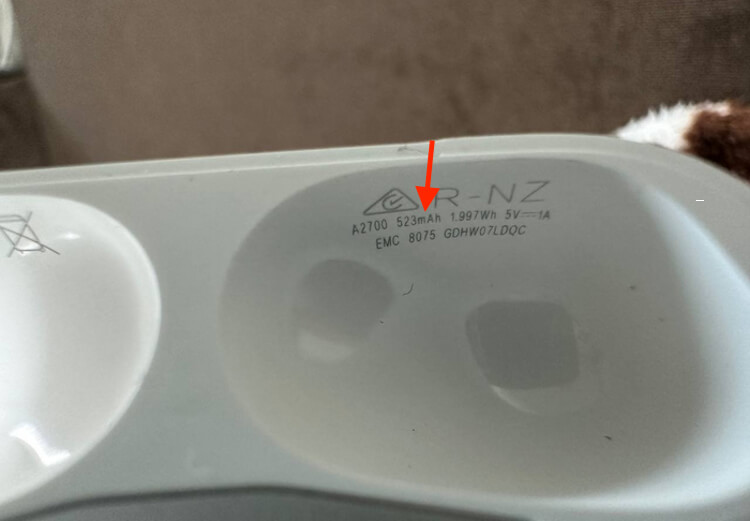 R-NZ
A2700 523mAh 1.997Wh 5V⎓1A
EMC 8075 GDHW07LDQC